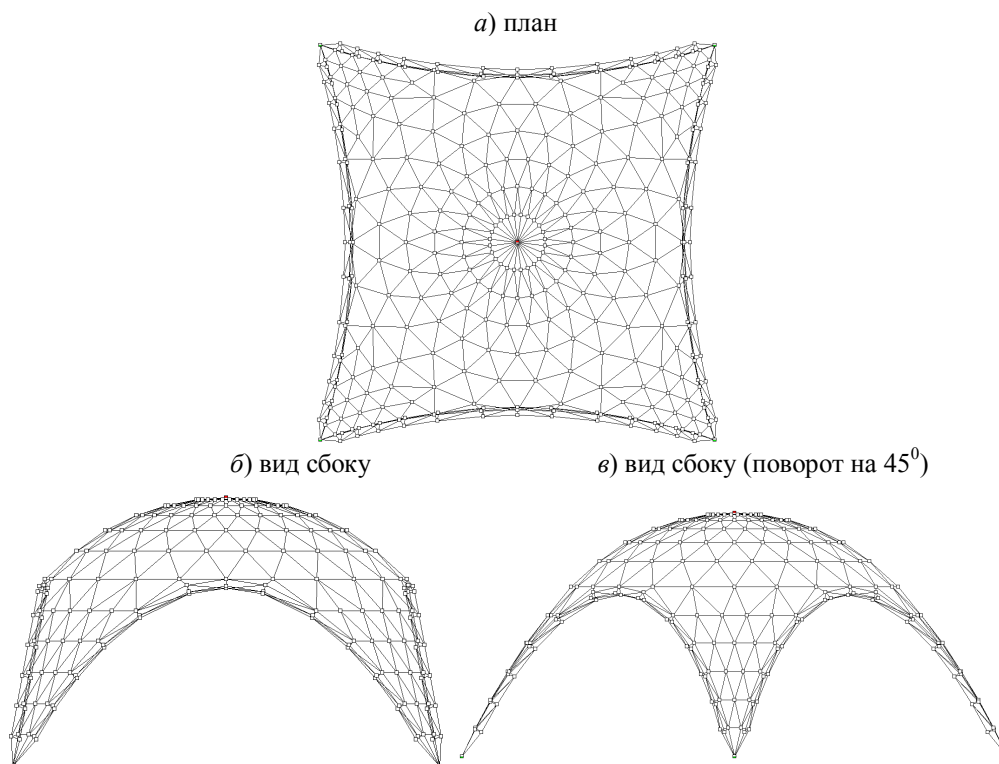 а) план
б) вид сбоку
в) вид сбоку (поворот на 45⁰)